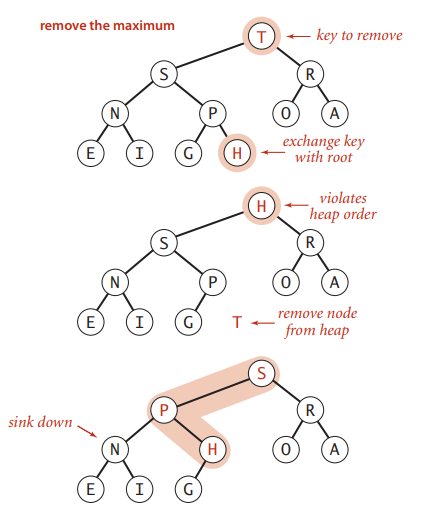 remove the maximum
T
key to remove
S
R
N
P
O
A
E
I
G
H
exchange key
with root
H
violates
heap order
S
R
N
P
O
A
E
I
G
T
remove node
from heap
S
P
R
sink down
N
H
O
A
E
I
G